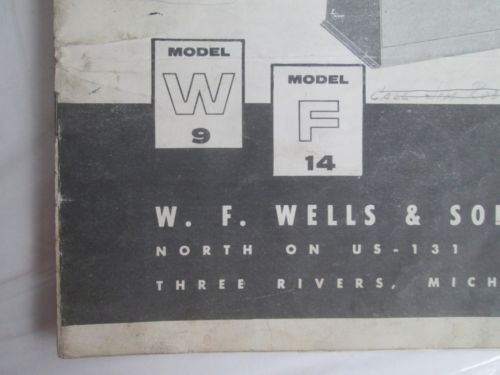 MODEL
W
9
MODEL
F
14
W. F. WELLS & SO
NORTH ON US-131
THREE RIVERS, MICH